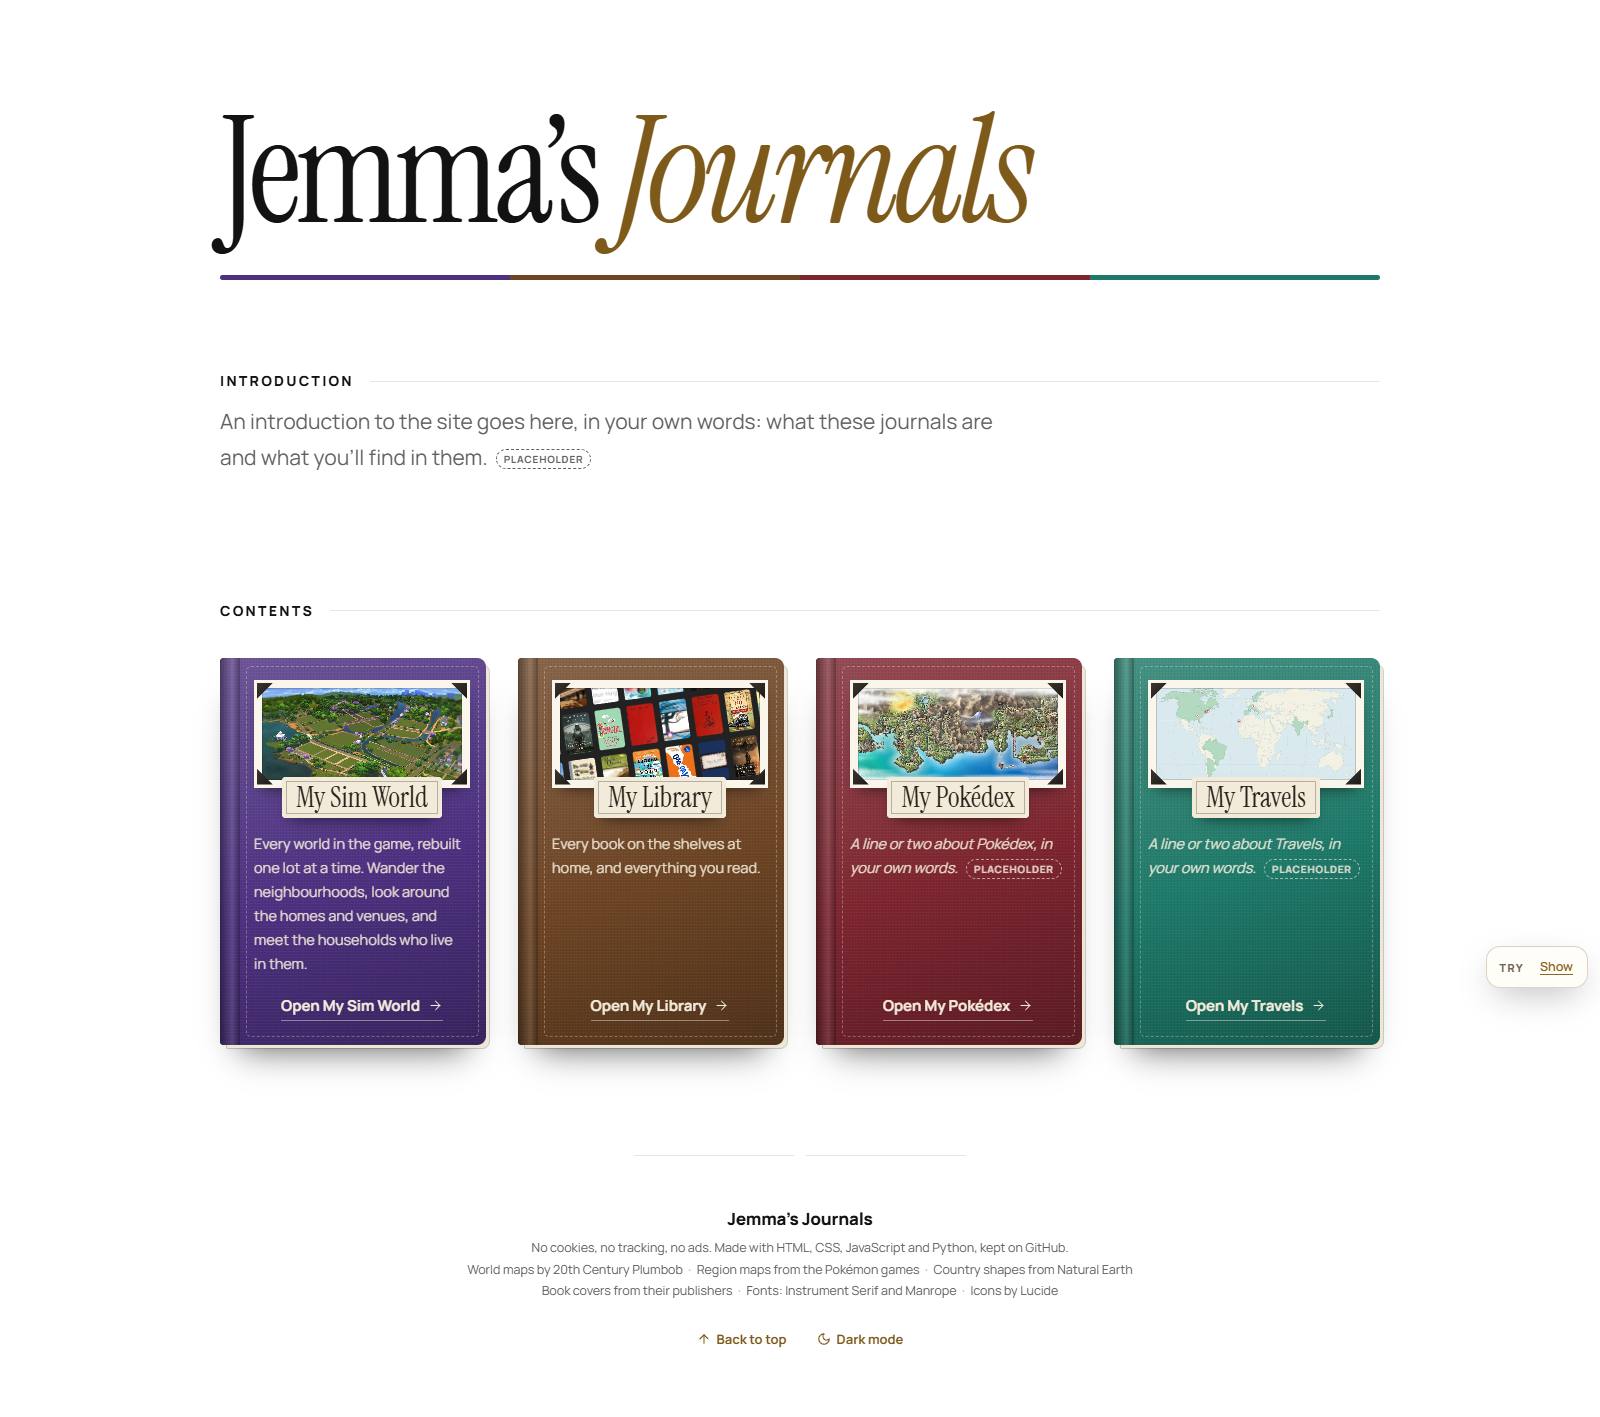 Jemma’s Journals
INTRODUCTION
An introduction to the site goes here, in your own words: what these journals are
and what you’ll find in them. PLACEHOLDER
CONTENTS
My Sim World
Every world in the game, rebuilt
one lot at a time. Wander the
neighbourhoods, look around
the homes and venues, and
meet the households who live
in them.
Open My Sim World →
My Library
Every book on the shelves at
home, and everything you read.
Open My Library →
My Pokédex
A line or two about Pokédex, in
your own words. PLACEHOLDER
Open My Pokédex →
My Travels
A line or two about Travels, in
your own words. PLACEHOLDER
Open My Travels →
TRY Show
Jemma’s Journals
No cookies, no tracking, no ads. Made with HTML, CSS, JavaScript and Python, kept on GitHub.
World maps by 20th Century Plumbob · Region maps from the Pokémon games · Country shapes from Natural Earth
Book covers from their publishers · Fonts: Instrument Serif and Manrope · Icons by Lucide
Back to top
Dark mode